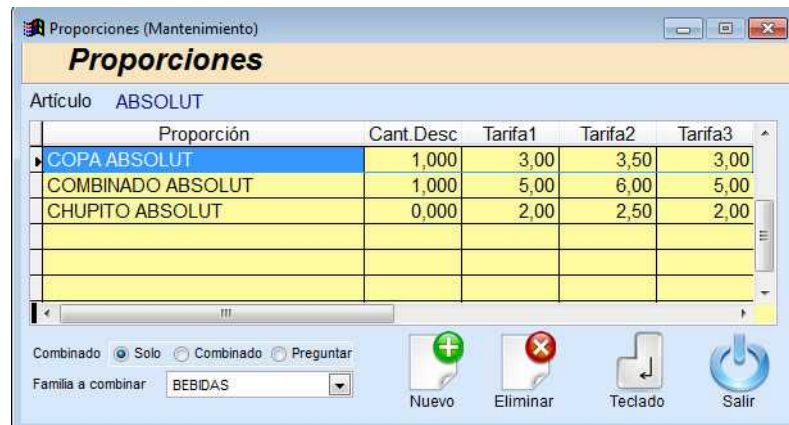 Proporciones (Mantenimiento)
Proporciones
Artículo ABSOLUT
Proporción Cant.Desc Tarifa1 Tarifa2 Tarifa3
COPA ABSOLUT 1,000 3,00 3,50 3,00
COMBINADO ABSOLUT 1,000 5,00 6,00 5,00
CHUPITO ABSOLUT 0,000 2,00 2,50 2,00
Combinado Solo Combinado Preguntar
Familia a combinar BEBIDAS
Nuevo Eliminar Teclado Salir